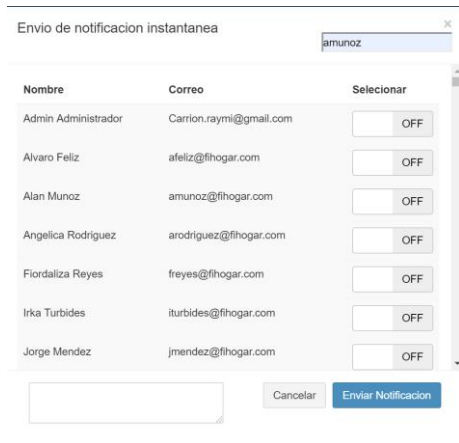 Envio de notificacion instantanea ×
amunoz
Nombre Correo Selecionar
Admin Administrador Carrion.raymi@gmail.com OFF
Alvaro Feliz afeliz@fihogar.com OFF
Alan Munoz amunoz@fihogar.com OFF
Angelica Rodriguez arodriguez@fihogar.com OFF
Fiordaliza Reyes freyes@fihogar.com OFF
Irka Turbides iturbides@fihogar.com OFF
Jorge Mendez jmendez@fihogar.com OFF
Cancelar Enviar Notificacion